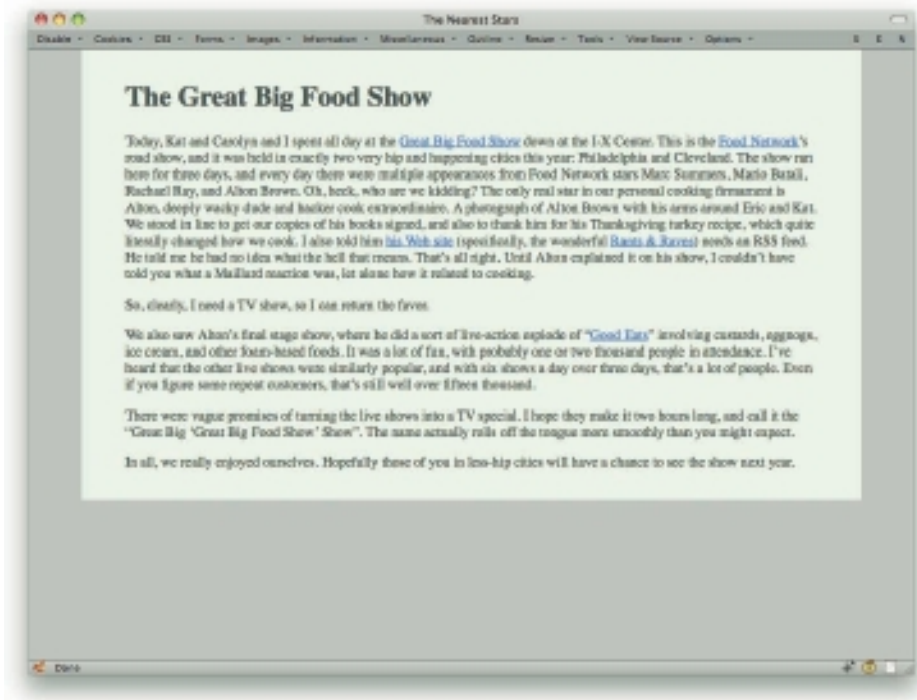 The Nearest Stars
Disable Cookies CSS Forms Images Information Miscellaneous Outline Resize Tools View Source Options
The Great Big Food Show
Today, Kat and Carolyn and I spent all day at the Great Big Food Show down at the I-X Center. This is the Food Network's
road show, and it was held in exactly two very hip and happening cities this year: Philadelphia and Cleveland. The show ran
here for three days, and every day there were multiple appearances from Food Network stars Marc Summers, Mario Batali,
Rachael Ray, and Alton Brown. Oh, heck, who are we kidding? The only real star in our personal cooking firmament is
Alton, deeply wacky dude and hacker cook extraordinaire. A photograph of Alton Brown with his arms around Eric and Kat.
We stood in line to get our copies of his books signed, and also to thank him for his Thanksgiving turkey recipe, which quite
literally changed how we cook. I also told him his Web site (specifically, the wonderful Rants & Raves) needs an RSS feed.
He told me he had no idea what the hell that means. That's all right. Until Alton explained it on his show, I couldn't have
told you what a Maillard reaction was, let alone how it related to cooking.
So, clearly, I need a TV show, so I can return the favor.
We also saw Alton's final stage show, where he did a sort of live-action episode of "Good Eats" involving custards, eggnogs,
ice cream, and other foam-based foods. It was a lot of fun, with probably one or two thousand people in attendance. I've
heard that the other live shows were similarly popular, and with six shows a day over three days, that's a lot of people. Even
if you figure some repeat customers, that's still well over fifteen thousand.
There were vague promises of turning the live shows into a TV special. I hope they make it two hours long, and call it the
"Great Big 'Great Big Food Show' Show". The name actually rolls off the tongue more smoothly than you might expect.
In all, we really enjoyed ourselves. Hopefully those of you in less-hip cities will have a chance to see the show next year.
Done